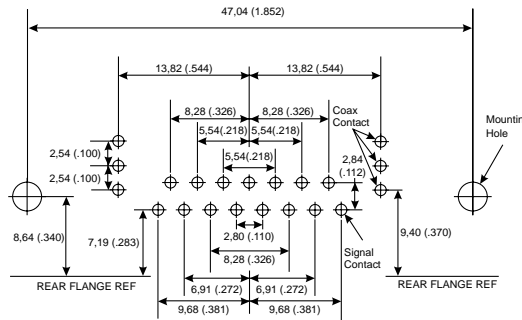 47,04 (1.852)
13,82 (.544)
13,82 (.544)
8,28 (.326)
8,28 (.326)
Coax
Contact
5,54(.218)
5,54(.218)
Mountin
Hole
2,54 (.100)
5,54(.218)
2,84
(.112)
2,54 (.100)
8,64 (.340)
7,19 (.283)
2,80 (.110)
9,40 (.370)
Signal
Contact
8,28 (.326)
REAR FLANGE REF
6,91 (.272)
6,91 (.272)
REAR FLANGE REF
9,68 (.381)
9,68 (.381)